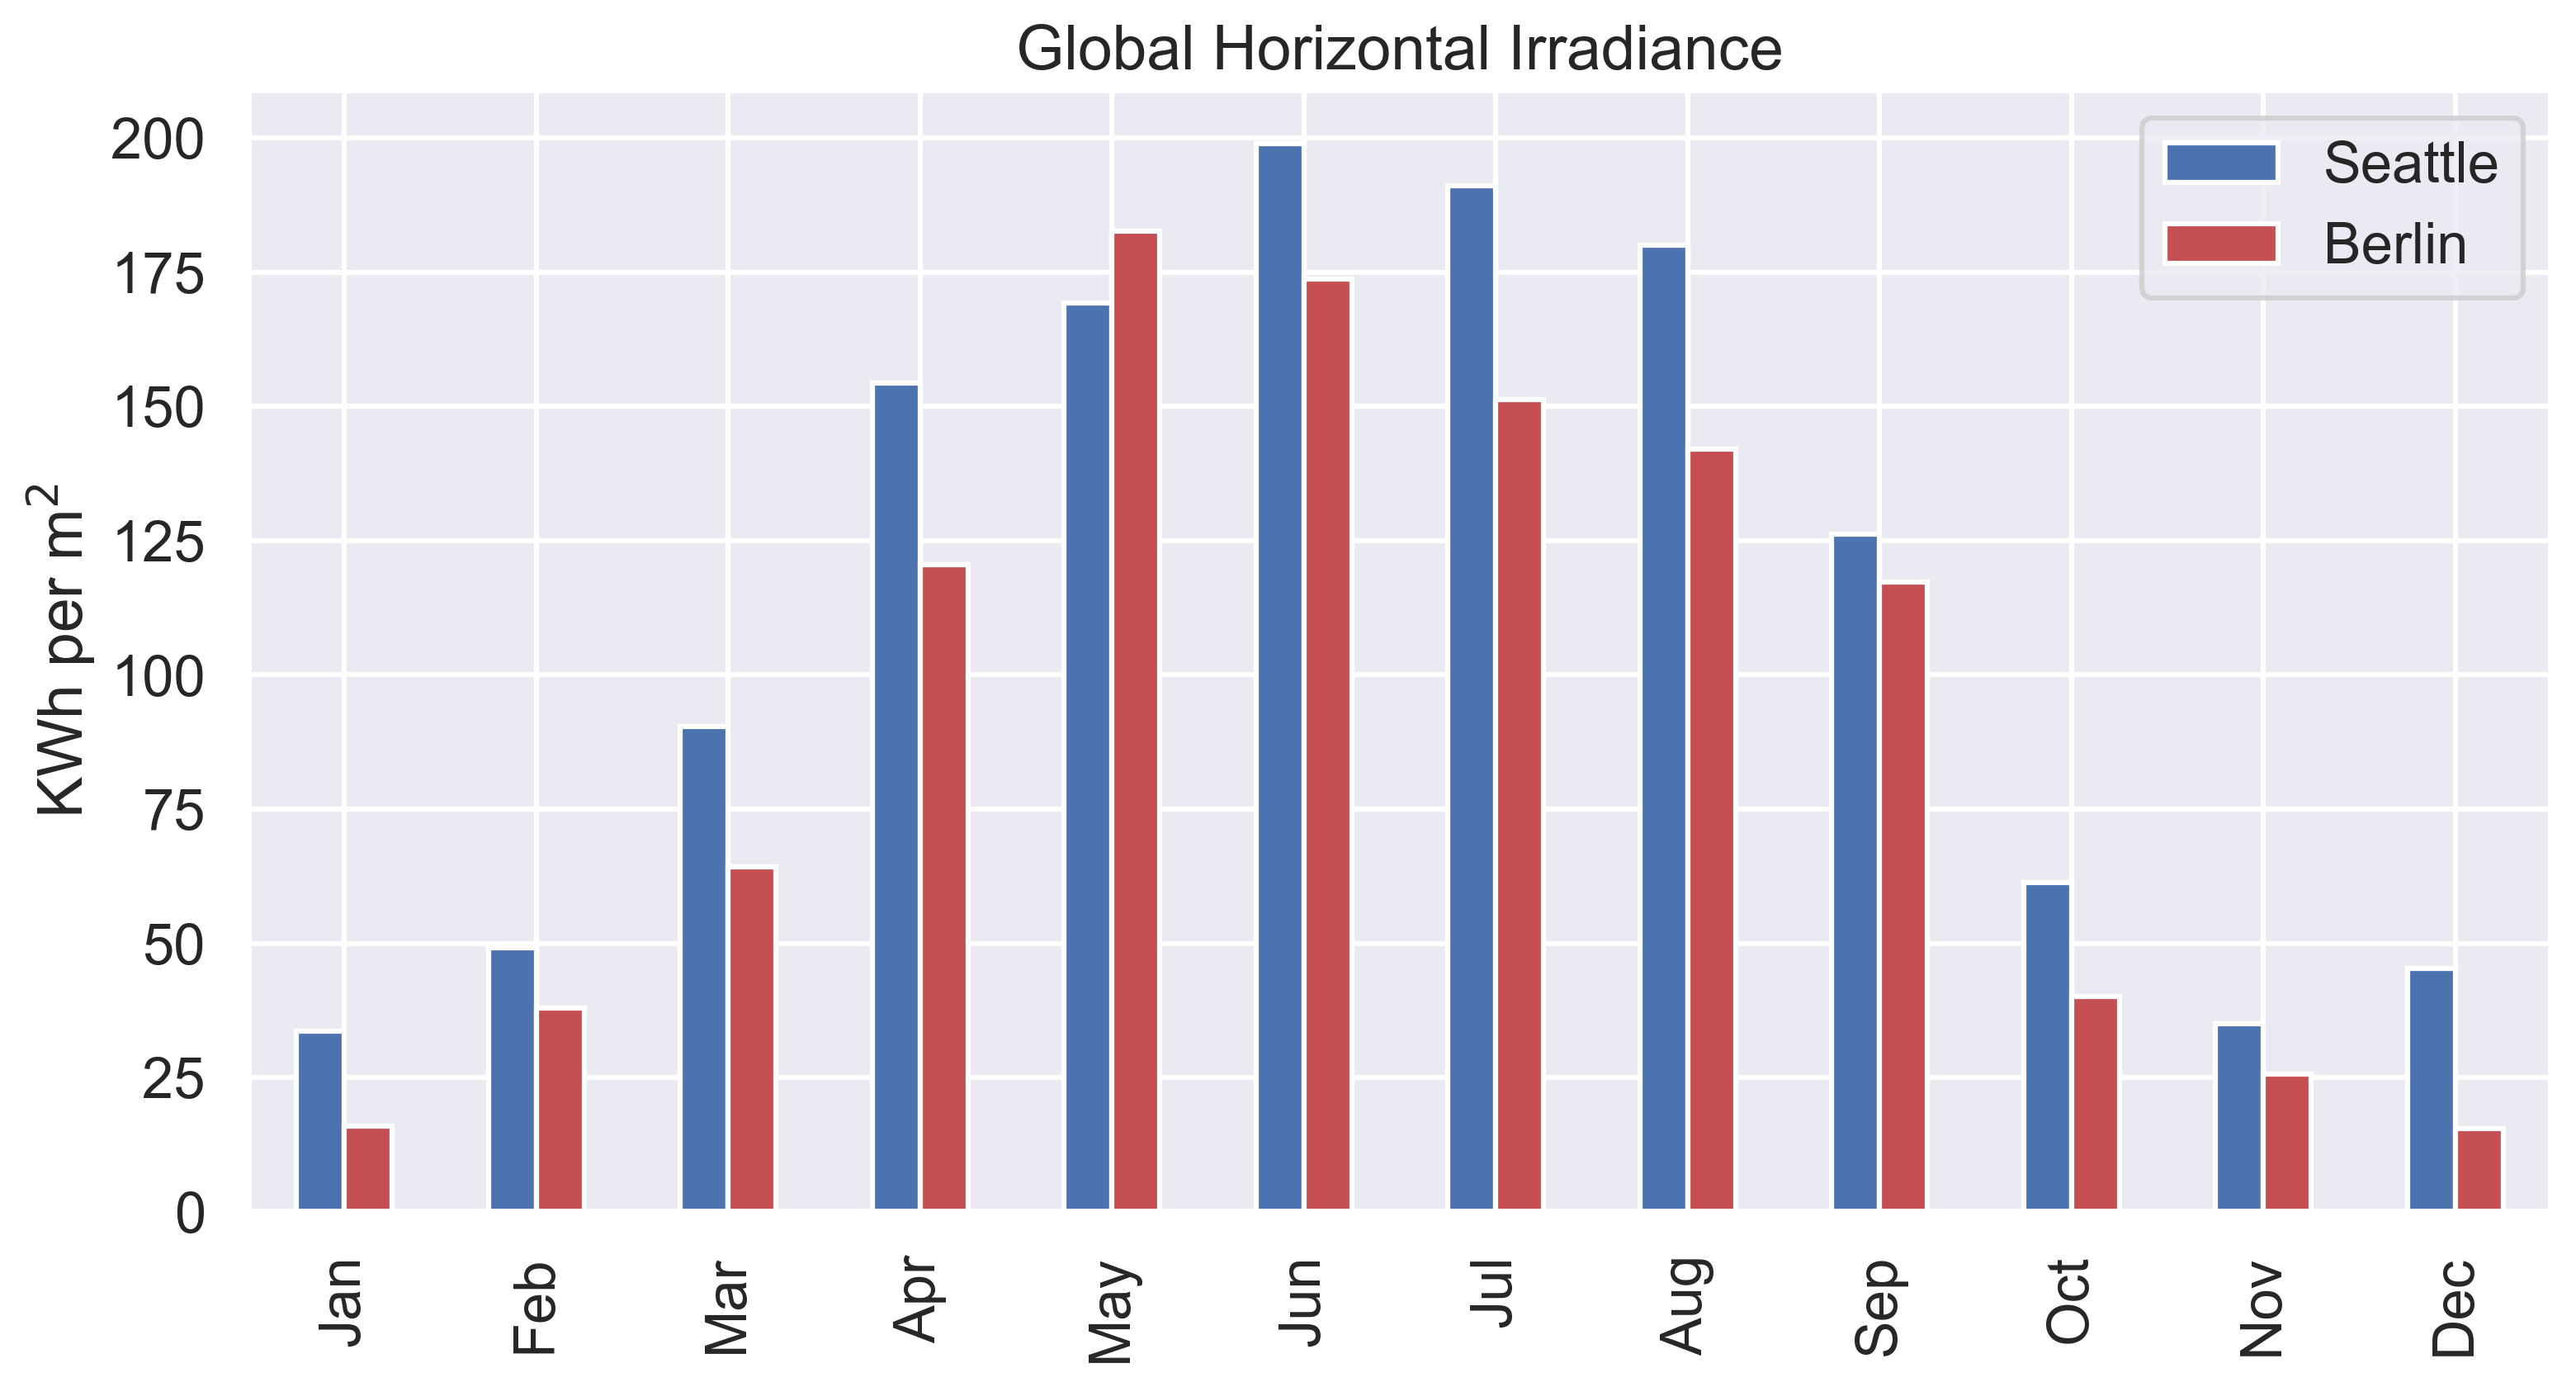 Global Horizontal Irradiance
Seattle
Berlin
KWh per m²
200
175
150
125
100
75
50
25
0
Jan
Feb
Mar
Apr
May
Jun
Jul
Aug
Sep
Oct
Nov
Dec